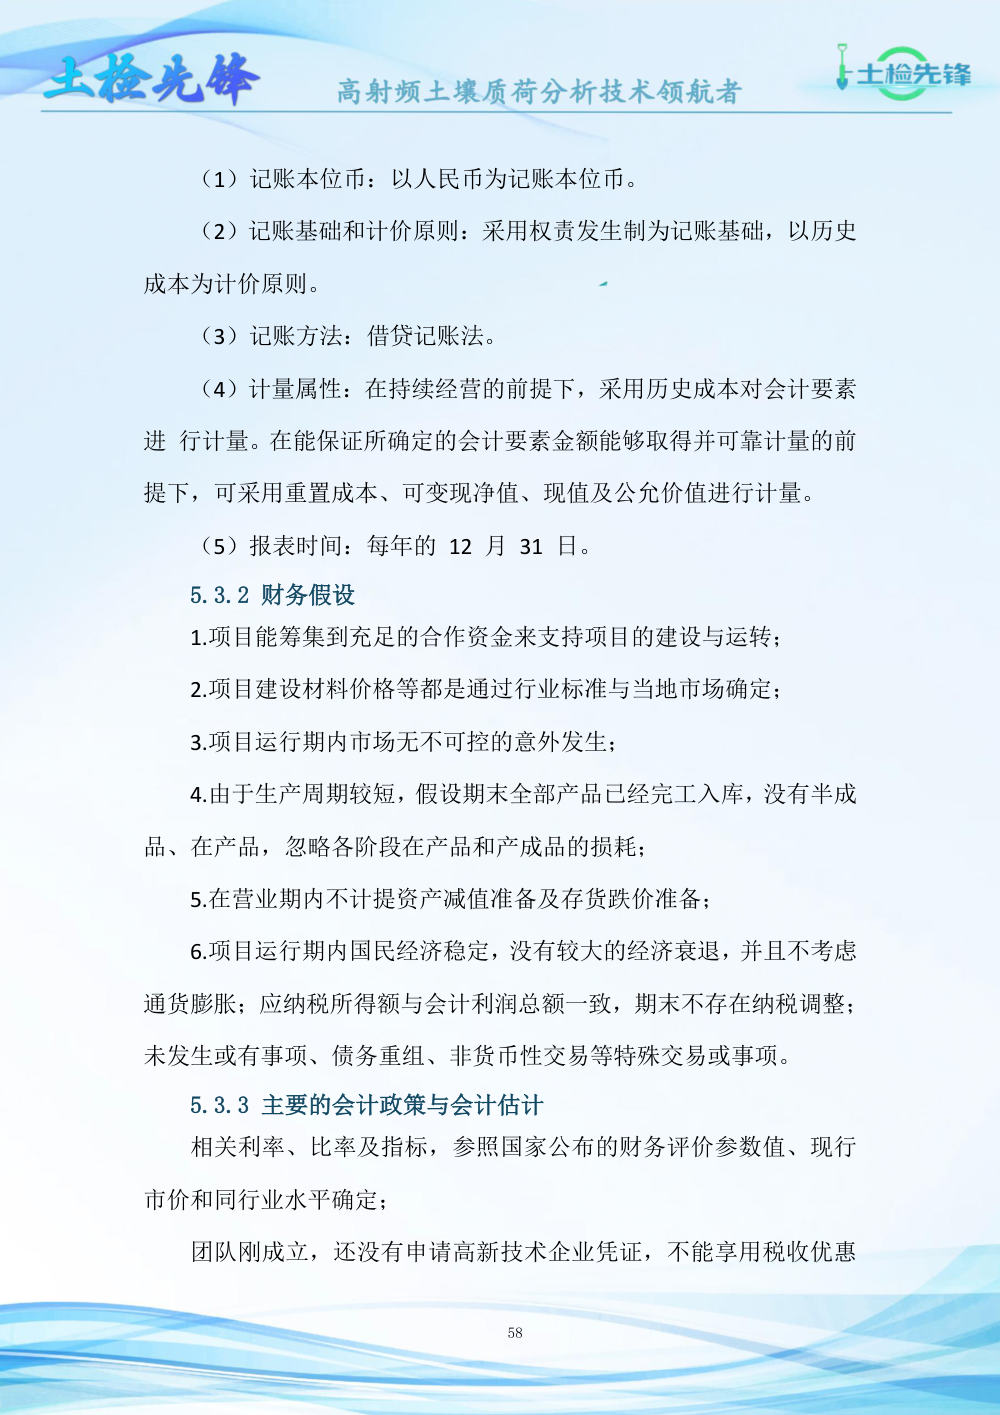 土检先锋
高射频土壤质荷分析技术领航者
土检先锋
（1）记账本位币：以人民币为记账本位币。
（2）记账基础和计价原则：采用权责发生制为记账基础，以历史
成本为计价原则。
（3）记账方法：借贷记账法。
（4）计量属性：在持续经营的前提下，采用历史成本对会计要素
进 行计量。在能保证所确定的会计要素金额能够取得并可靠计量的前
提下，可采用重置成本、可变现净值、现值及公允价值进行计量。
（5）报表时间：每年的 12 月 31 日。
5.3.2 财务假设
1.项目能筹集到充足的合作资金来支持项目的建设与运转；
2.项目建设材料价格等都是通过行业标准与当地市场确定；
3.项目运行期内市场无不可控的意外发生；
4.由于生产周期较短，假设期末全部产品已经完工入库，没有半成
品、在产品，忽略各阶段在产品和产成品的损耗；
5.在营业期内不计提资产减值准备及存货跌价准备；
6.项目运行期内国民经济稳定，没有较大的经济衰退，并且不考虑
通货膨胀；应纳税所得额与会计利润总额一致，期末不存在纳税调整；
未发生或有事项、债务重组、非货币性交易等特殊交易或事项。
5.3.3 主要的会计政策与会计估计
相关利率、比率及指标，参照国家公布的财务评价参数值、现行
市价和同行业水平确定；
团队刚成立，还没有申请高新技术企业凭证，不能享用税收优惠
58